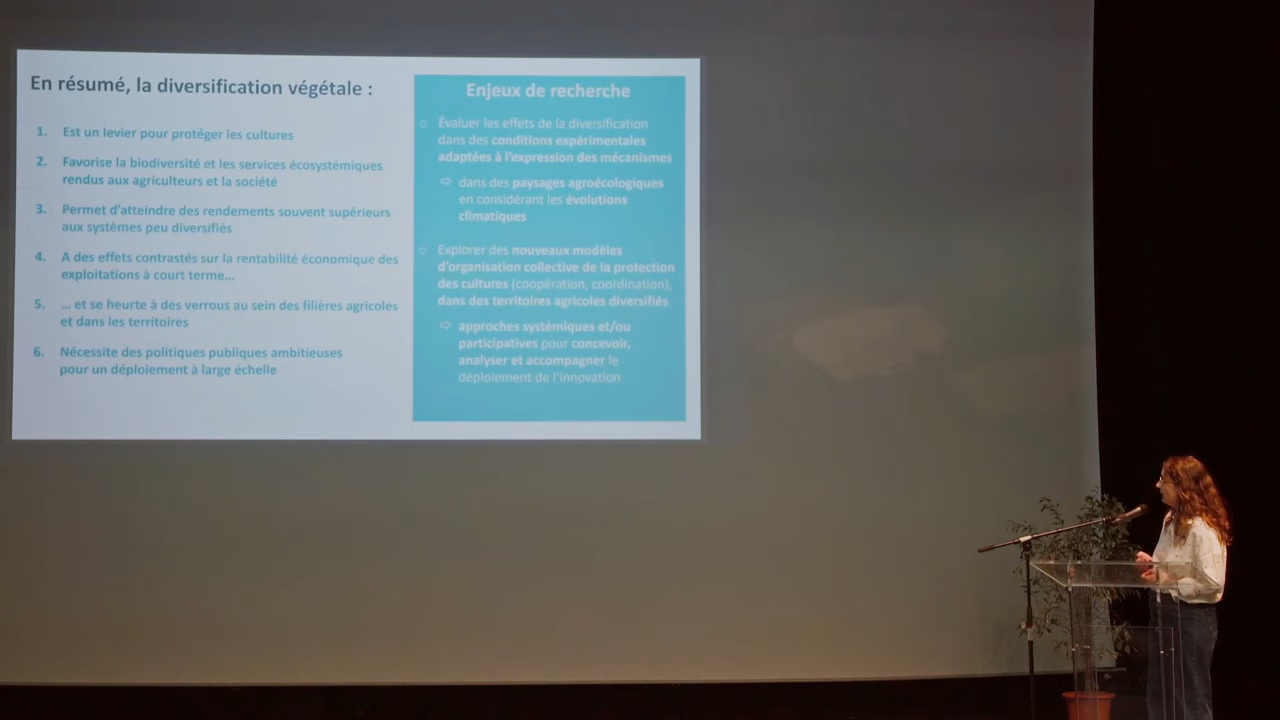 En résumé, la diversification végétale :
1. Est un levier pour protéger les cultures
2. Favorise la biodiversité et les services écosystémiques
rendus aux agriculteurs et la société
3. Permet d'atteindre des rendements souvent supérieurs
aux systèmes peu diversifiés
4. A des effets contrastés sur la rentabilité économique des
exploitations à court terme...
5. ... et se heurte à des verrous au sein des filières agricoles
et dans les territoires
6. Nécessite des politiques publiques ambitieuses
pour un déploiement à large échelle
Enjeux de recherche
o Évaluer les effets de la diversification
dans des conditions expérimentales
adaptées à l'expression des mécanismes
⇨ dans des paysages agroécologiques
en considérant les évolutions
climatiques
o Explorer des nouveaux modèles
d'organisation collective de la protection
des cultures (coopération, coordination),
dans des territoires agricoles diversifiés
⇨ approches systémiques et/ou
participatives pour concevoir,
analyser et accompagner le
déploiement de l'innovation